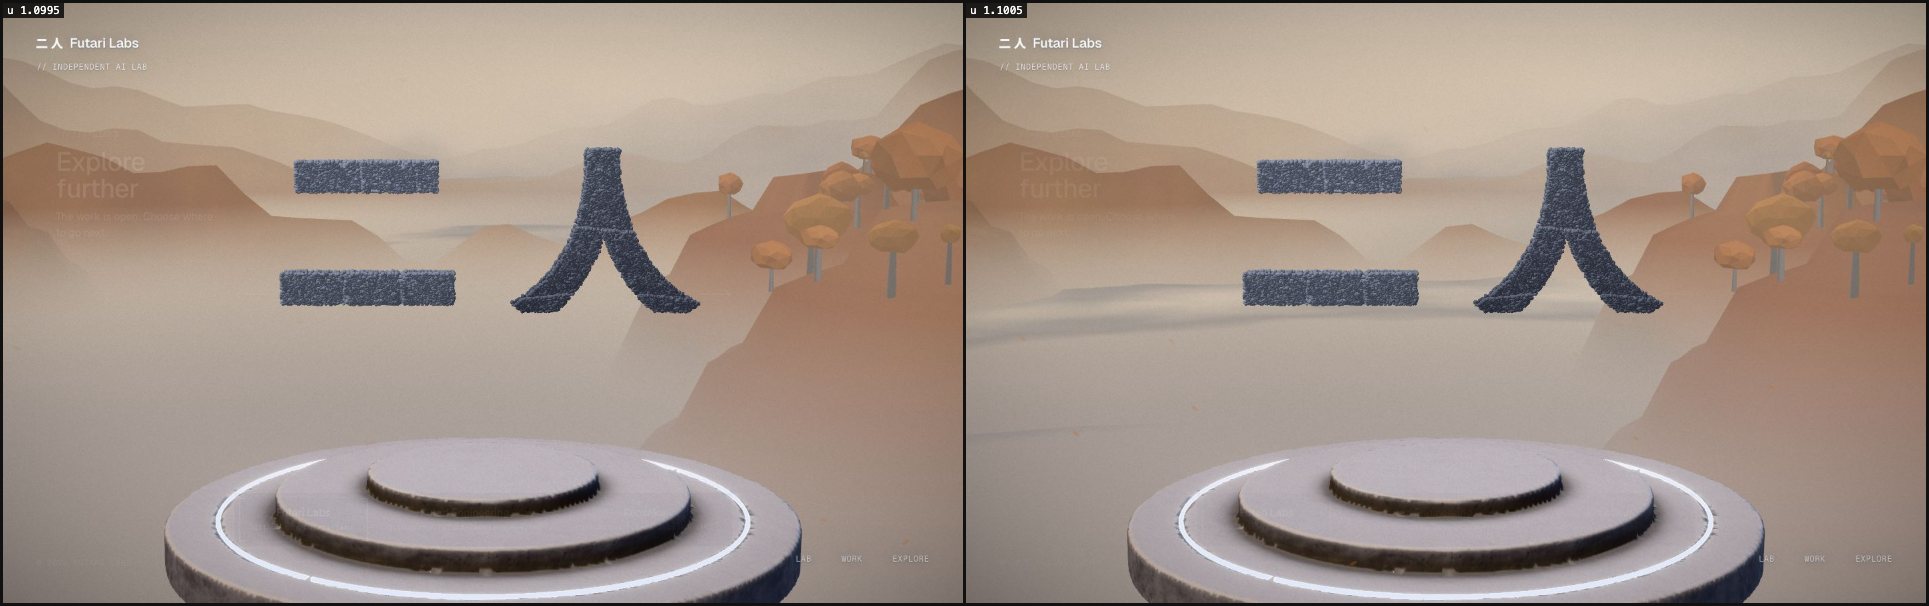 u 1.0995
二人 Futari Labs
// INDEPENDENT AI LAB
Explore
further
The work is open. Choose where
to go next.
二人
Futari Labs
LAB WORK EXPLORE
u 1.1005
二人 Futari Labs
// INDEPENDENT AI LAB
Explore
further
二人
LAB WORK EXPLORE